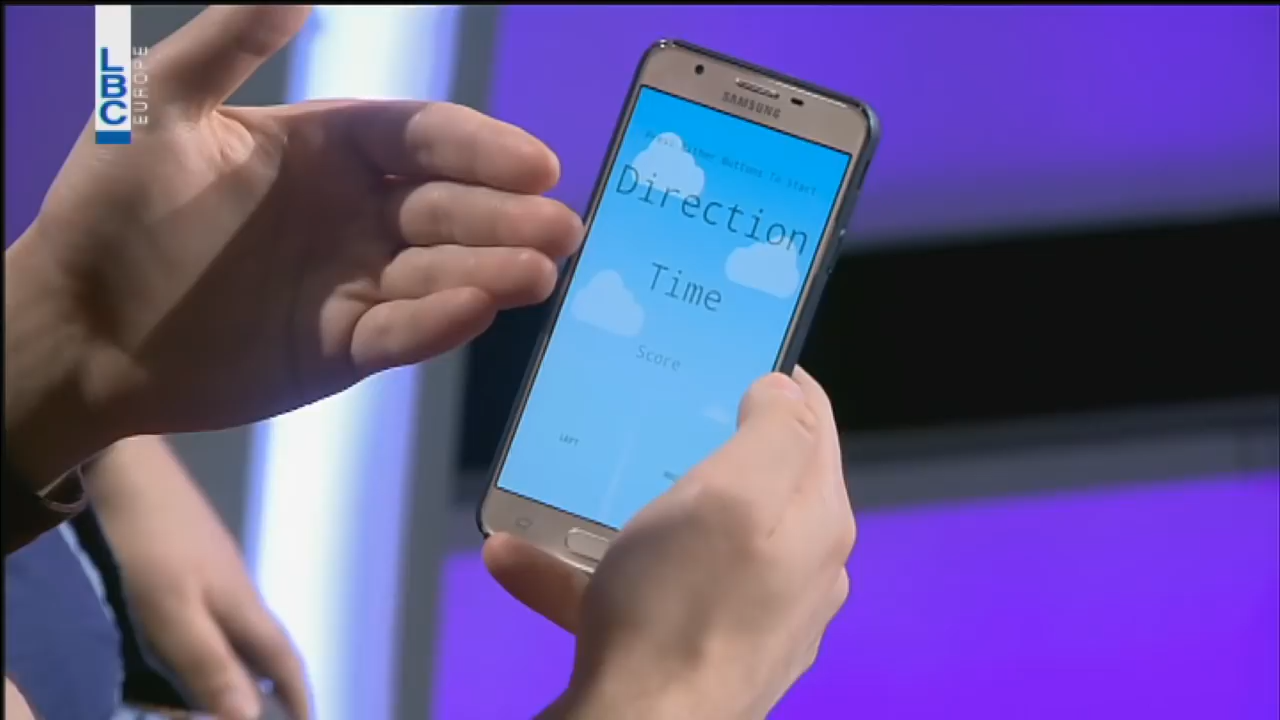 LBC
EUROPE
SAMSUNG
Press Either Buttons To Start
Direction
Time
Score
LEFT